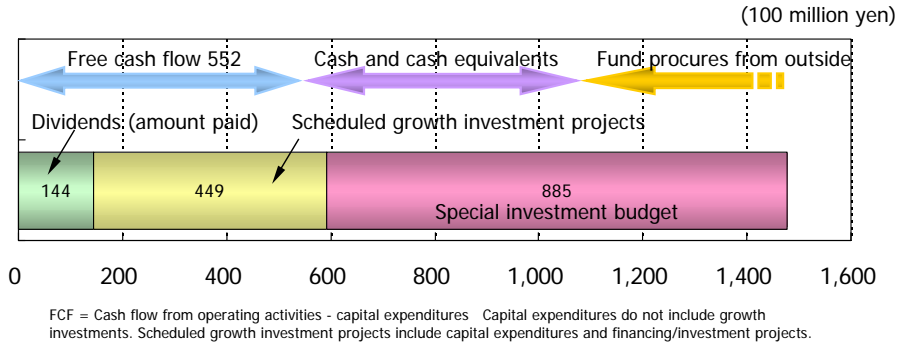 (100 million yen)
Free cash flow 552 Cash and cash equivalents Fund procures from outside
Dividends (amount paid) Scheduled growth investment projects
144 449 885
Special investment budget
0 200 400 600 800 1,000 1,200 1,400 1,600
FCF = Cash flow from operating activities - capital expenditures Capital expenditures do not include growth
investments. Scheduled growth investment projects include capital expenditures and financing/investment projects.